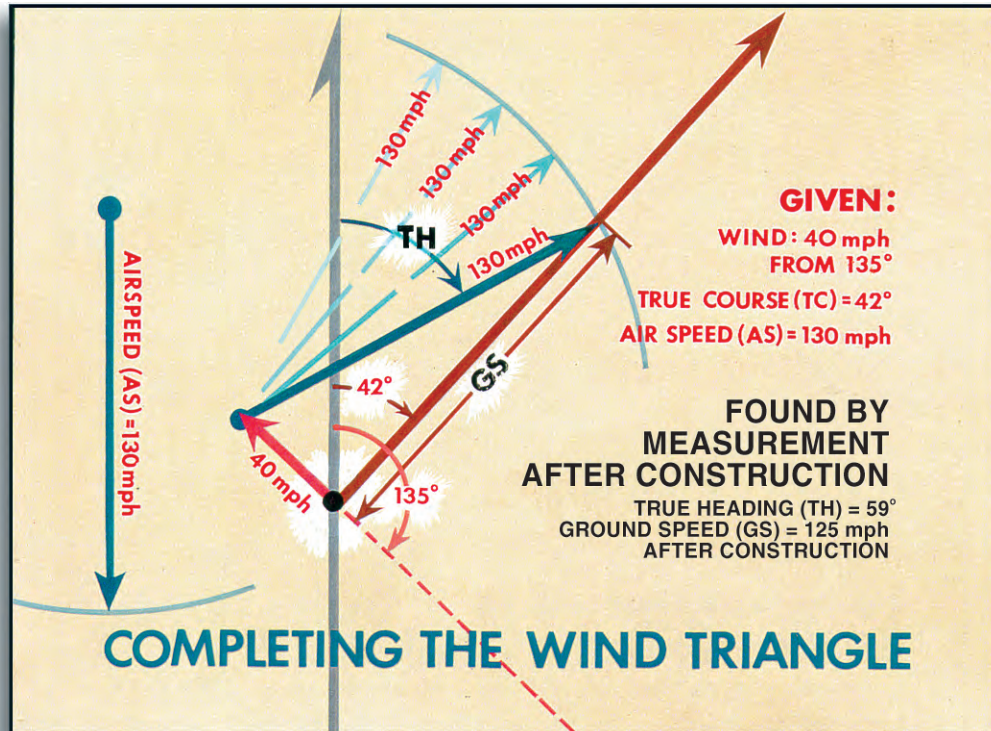 130 mph
130 mph
130 mph
TH
130 mph
AIRSPEED (AS)=130mph
GIVEN:
WIND: 40 mph
FROM 135°
TRUE COURSE (TC) = 42°
AIR SPEED (AS) = 130 mph
GS
42°
40 mph
135°
FOUND BY
MEASUREMENT
AFTER CONSTRUCTION
TRUE HEADING (TH) = 59°
GROUND SPEED (GS) = 125 mph
AFTER CONSTRUCTION
COMPLETING THE WIND TRIANGLE